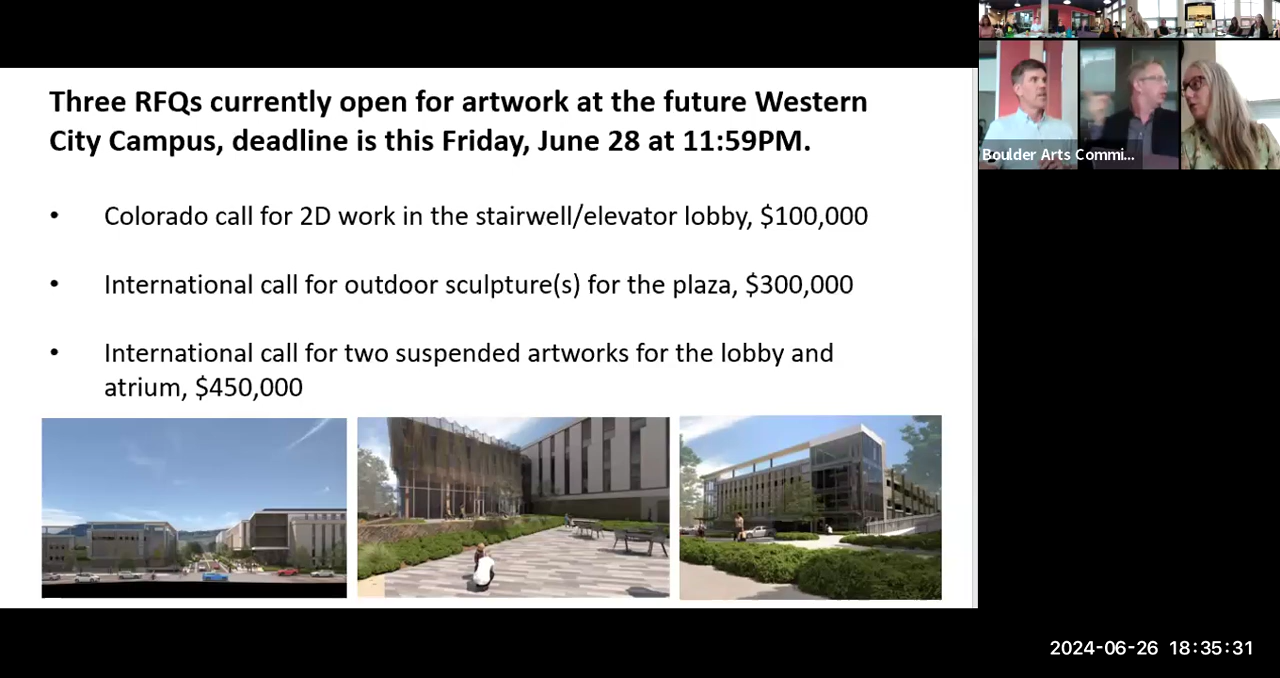 Three RFQs currently open for artwork at the future Western
City Campus, deadline is this Friday, June 28 at 11:59PM.
• Colorado call for 2D work in the stairwell/elevator lobby, $100,000
• International call for outdoor sculpture(s) for the plaza, $300,000
• International call for two suspended artworks for the lobby and
atrium, $450,000
Boulder Arts Commi...
2024-06-26 18:35:31